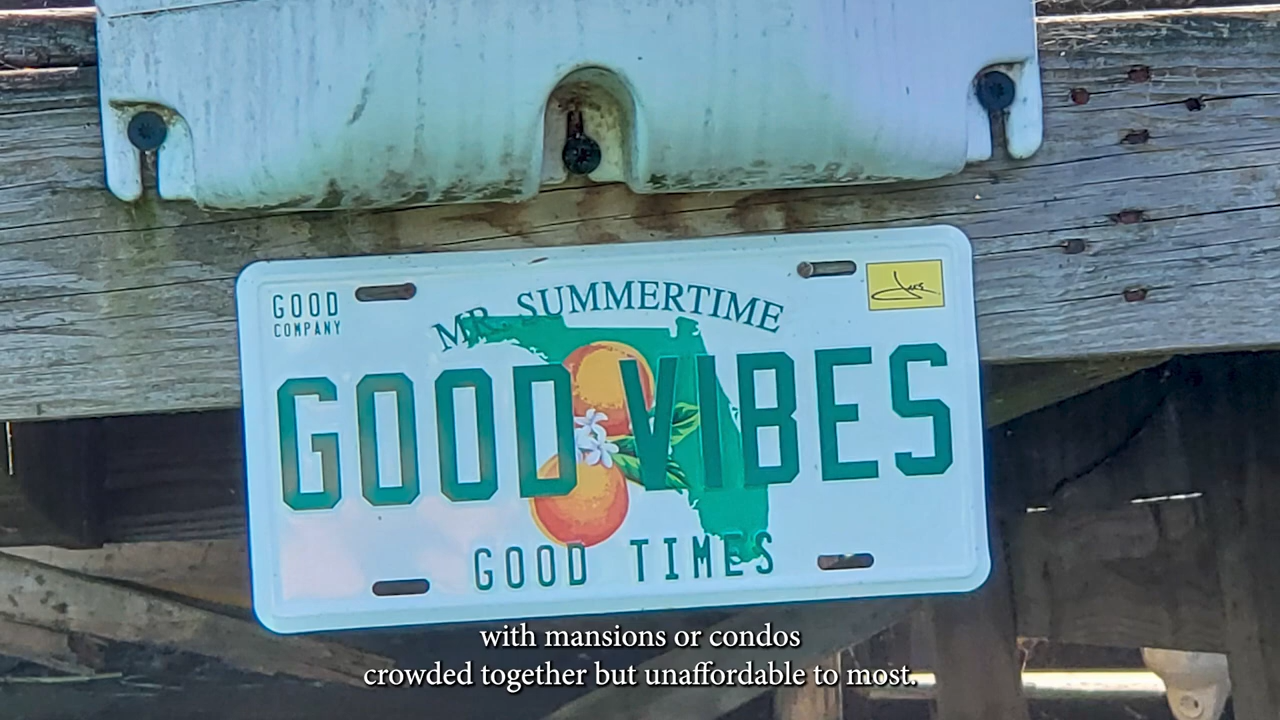 GOOD
COMPANY
MR. SUMMERTIME
GOOD VIBES
GOOD TIMES
with mansions or condos
crowded together but unaffordable to most.